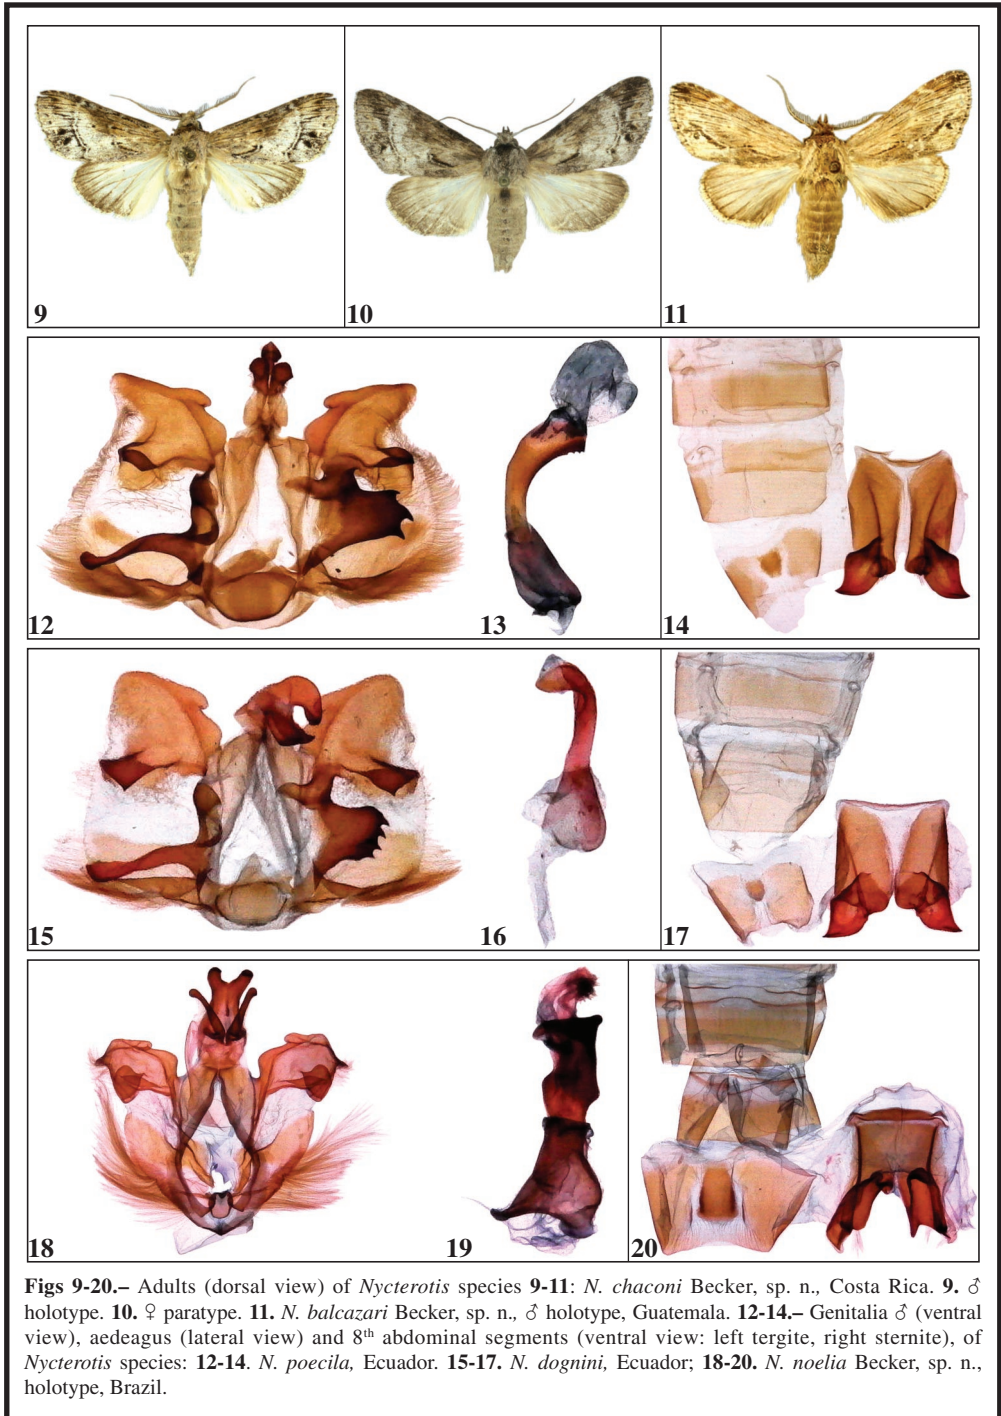 9
10
11
12
13
14
15
16
17
18
19
20
Figs 9-20.– Adults (dorsal view) of Nycterotis species 9-11: N. chaconi Becker, sp. n., Costa Rica. 9. ♂
holotype. 10. ♀ paratype. 11. N. balcazari Becker, sp. n., ♂ holotype, Guatemala. 12-14.– Genitalia ♂ (ventral
view), aedeagus (lateral view) and 8th abdominal segments (ventral view: left tergite, right sternite), of
Nycterotis species: 12-14. N. poecila, Ecuador. 15-17. N. dognini, Ecuador; 18-20. N. noelia Becker, sp. n.,
holotype, Brazil.